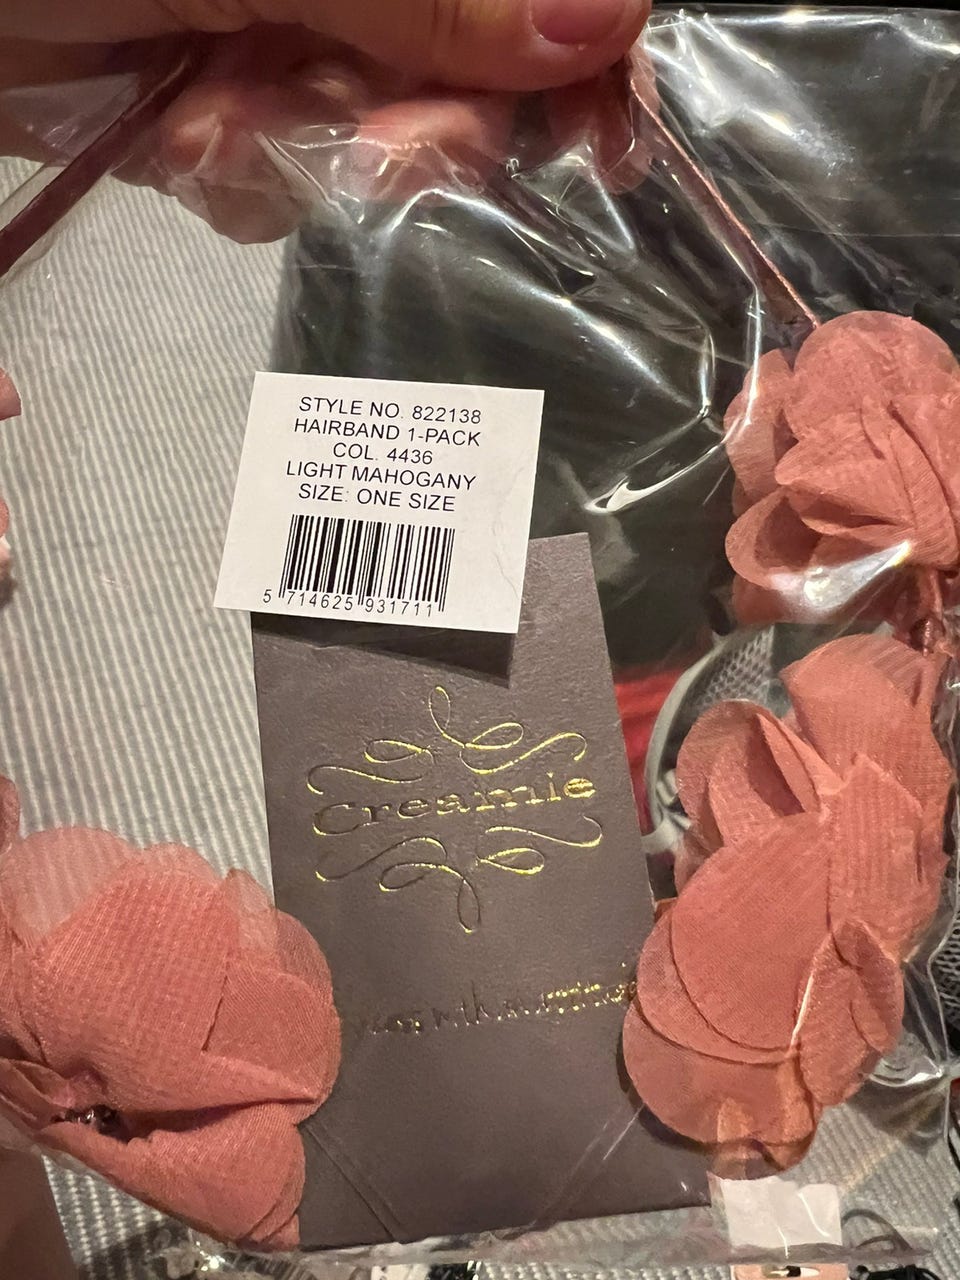 STYLE NO. 822138
HAIRBAND 1-PACK
COL. 4436
LIGHT MAHOGANY
SIZE: ONE SIZE
5 714625 931711
Creamie